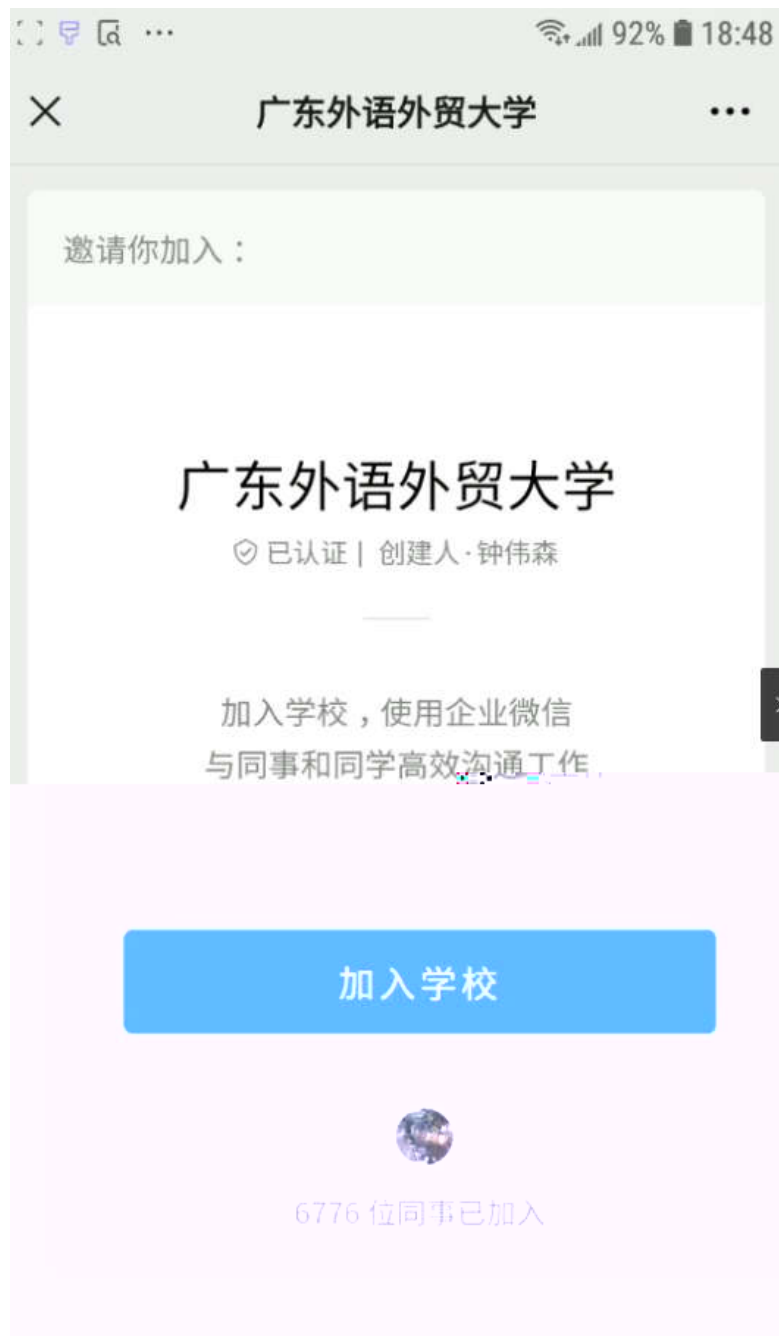 92% 18:48
广东外语外贸大学
邀请你加入：
广东外语外贸大学
已认证 | 创建人·钟伟森
加入学校，使用企业微信
与同事和同学高效沟通工作
加入学校
6776 位同事已加入